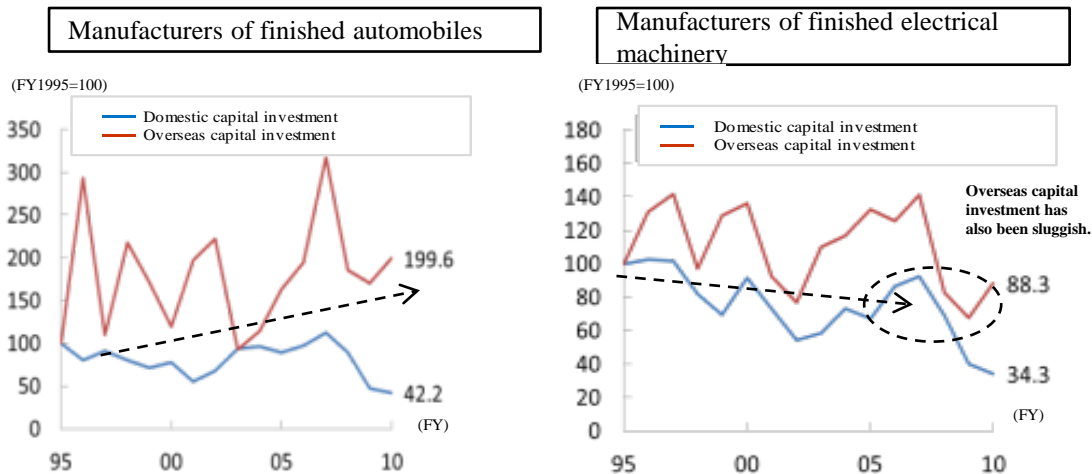 Manufacturers of finished automobiles
(FY1995=100)
Domestic capital investment
Overseas capital investment
350
300
250
200
150
100
50
0
199.6
42.2
(FY)
95 00 05 10
Manufacturers of finished electrical
machinery
(FY1995=100)
Domestic capital investment
Overseas capital investment
180
160
140
120
100
80
60
40
20
0
Overseas capital
investment has
also been sluggish.
88.3
34.3
(FY)
95 00 05 10